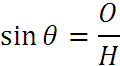 sin θ = O/H